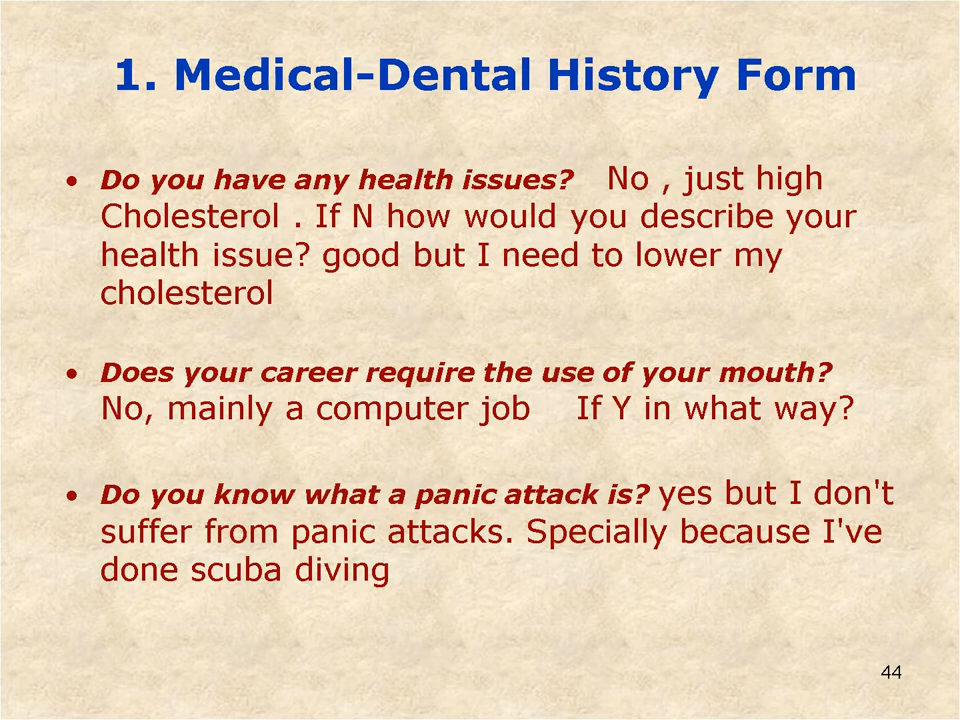 1. Medical-Dental History Form
• Do you have any health issues? No , just high
Cholesterol . If N how would you describe your
health issue? good but I need to lower my
cholesterol
• Does your career require the use of your mouth?
No, mainly a computer job If Y in what way?
• Do you know what a panic attack is? yes but I don't
suffer from panic attacks. Specially because I've
done scuba diving
44